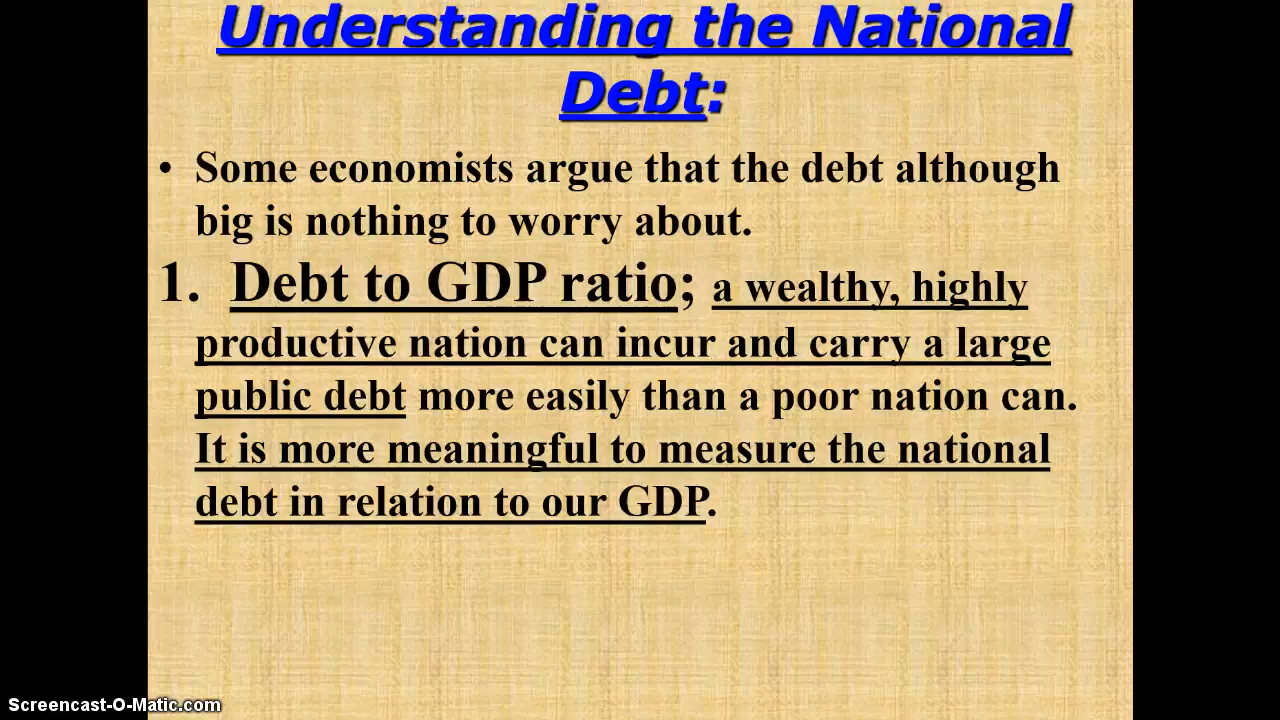 Understanding the National
Debt:
• Some economists argue that the debt although
big is nothing to worry about.
1. Debt to GDP ratio; a wealthy, highly
productive nation can incur and carry a large
public debt more easily than a poor nation can.
It is more meaningful to measure the national
debt in relation to our GDP.
Screencast-O-Matic.com